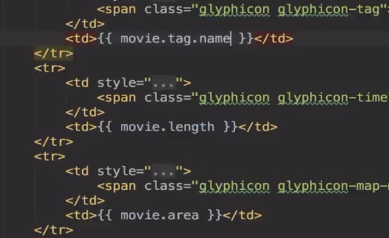 <span class="glyphicon glyphicon-tag"
</td>
<td>{{ movie.tag.name }}</td>
</tr>
<tr>
<td style="...">
<span class="glyphicon glyphicon-time
</td>
<td>{{ movie.length }}</td>
<tr>
<td style="...">
<span class="glyphicon glyphicon-map-
</td>
<td>{{ movie.area }}</td>
</tr>